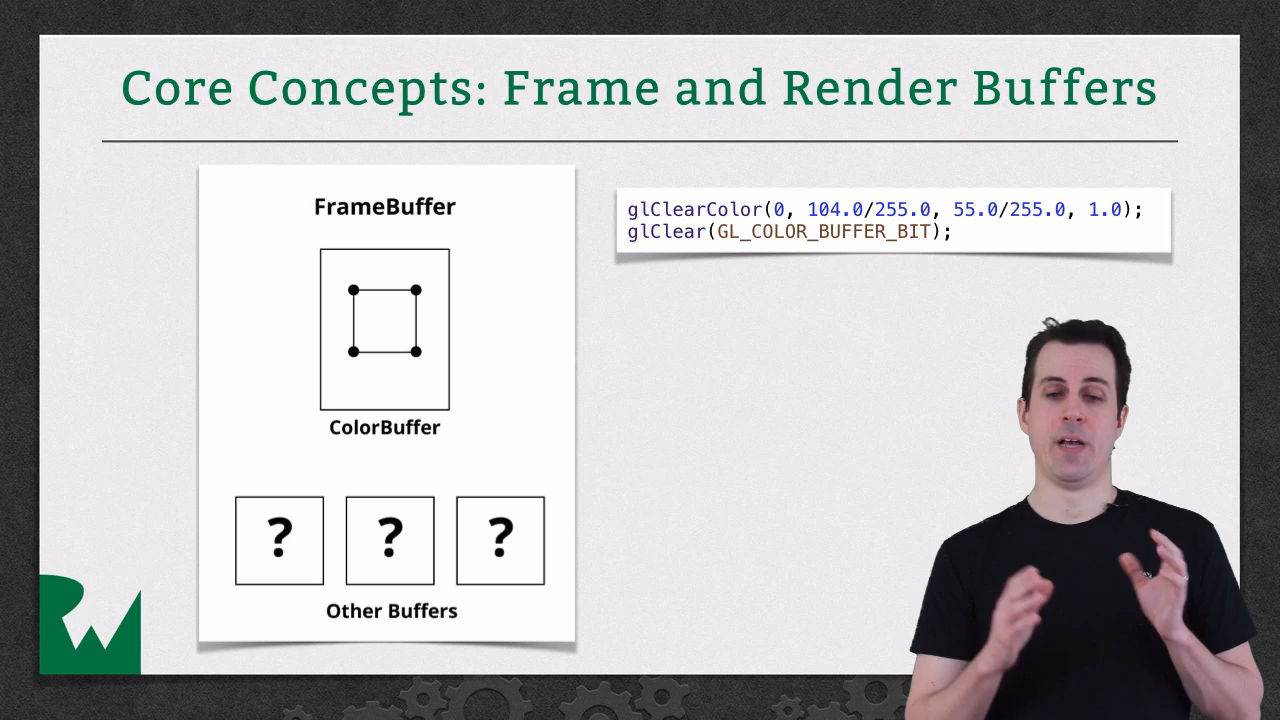 Core Concepts: Frame and Render Buffers
FrameBuffer
ColorBuffer
? ? ?
Other Buffers
glClearColor(0, 104.0/255.0, 55.0/255.0, 1.0);
glClear(GL_COLOR_BUFFER_BIT);
RW